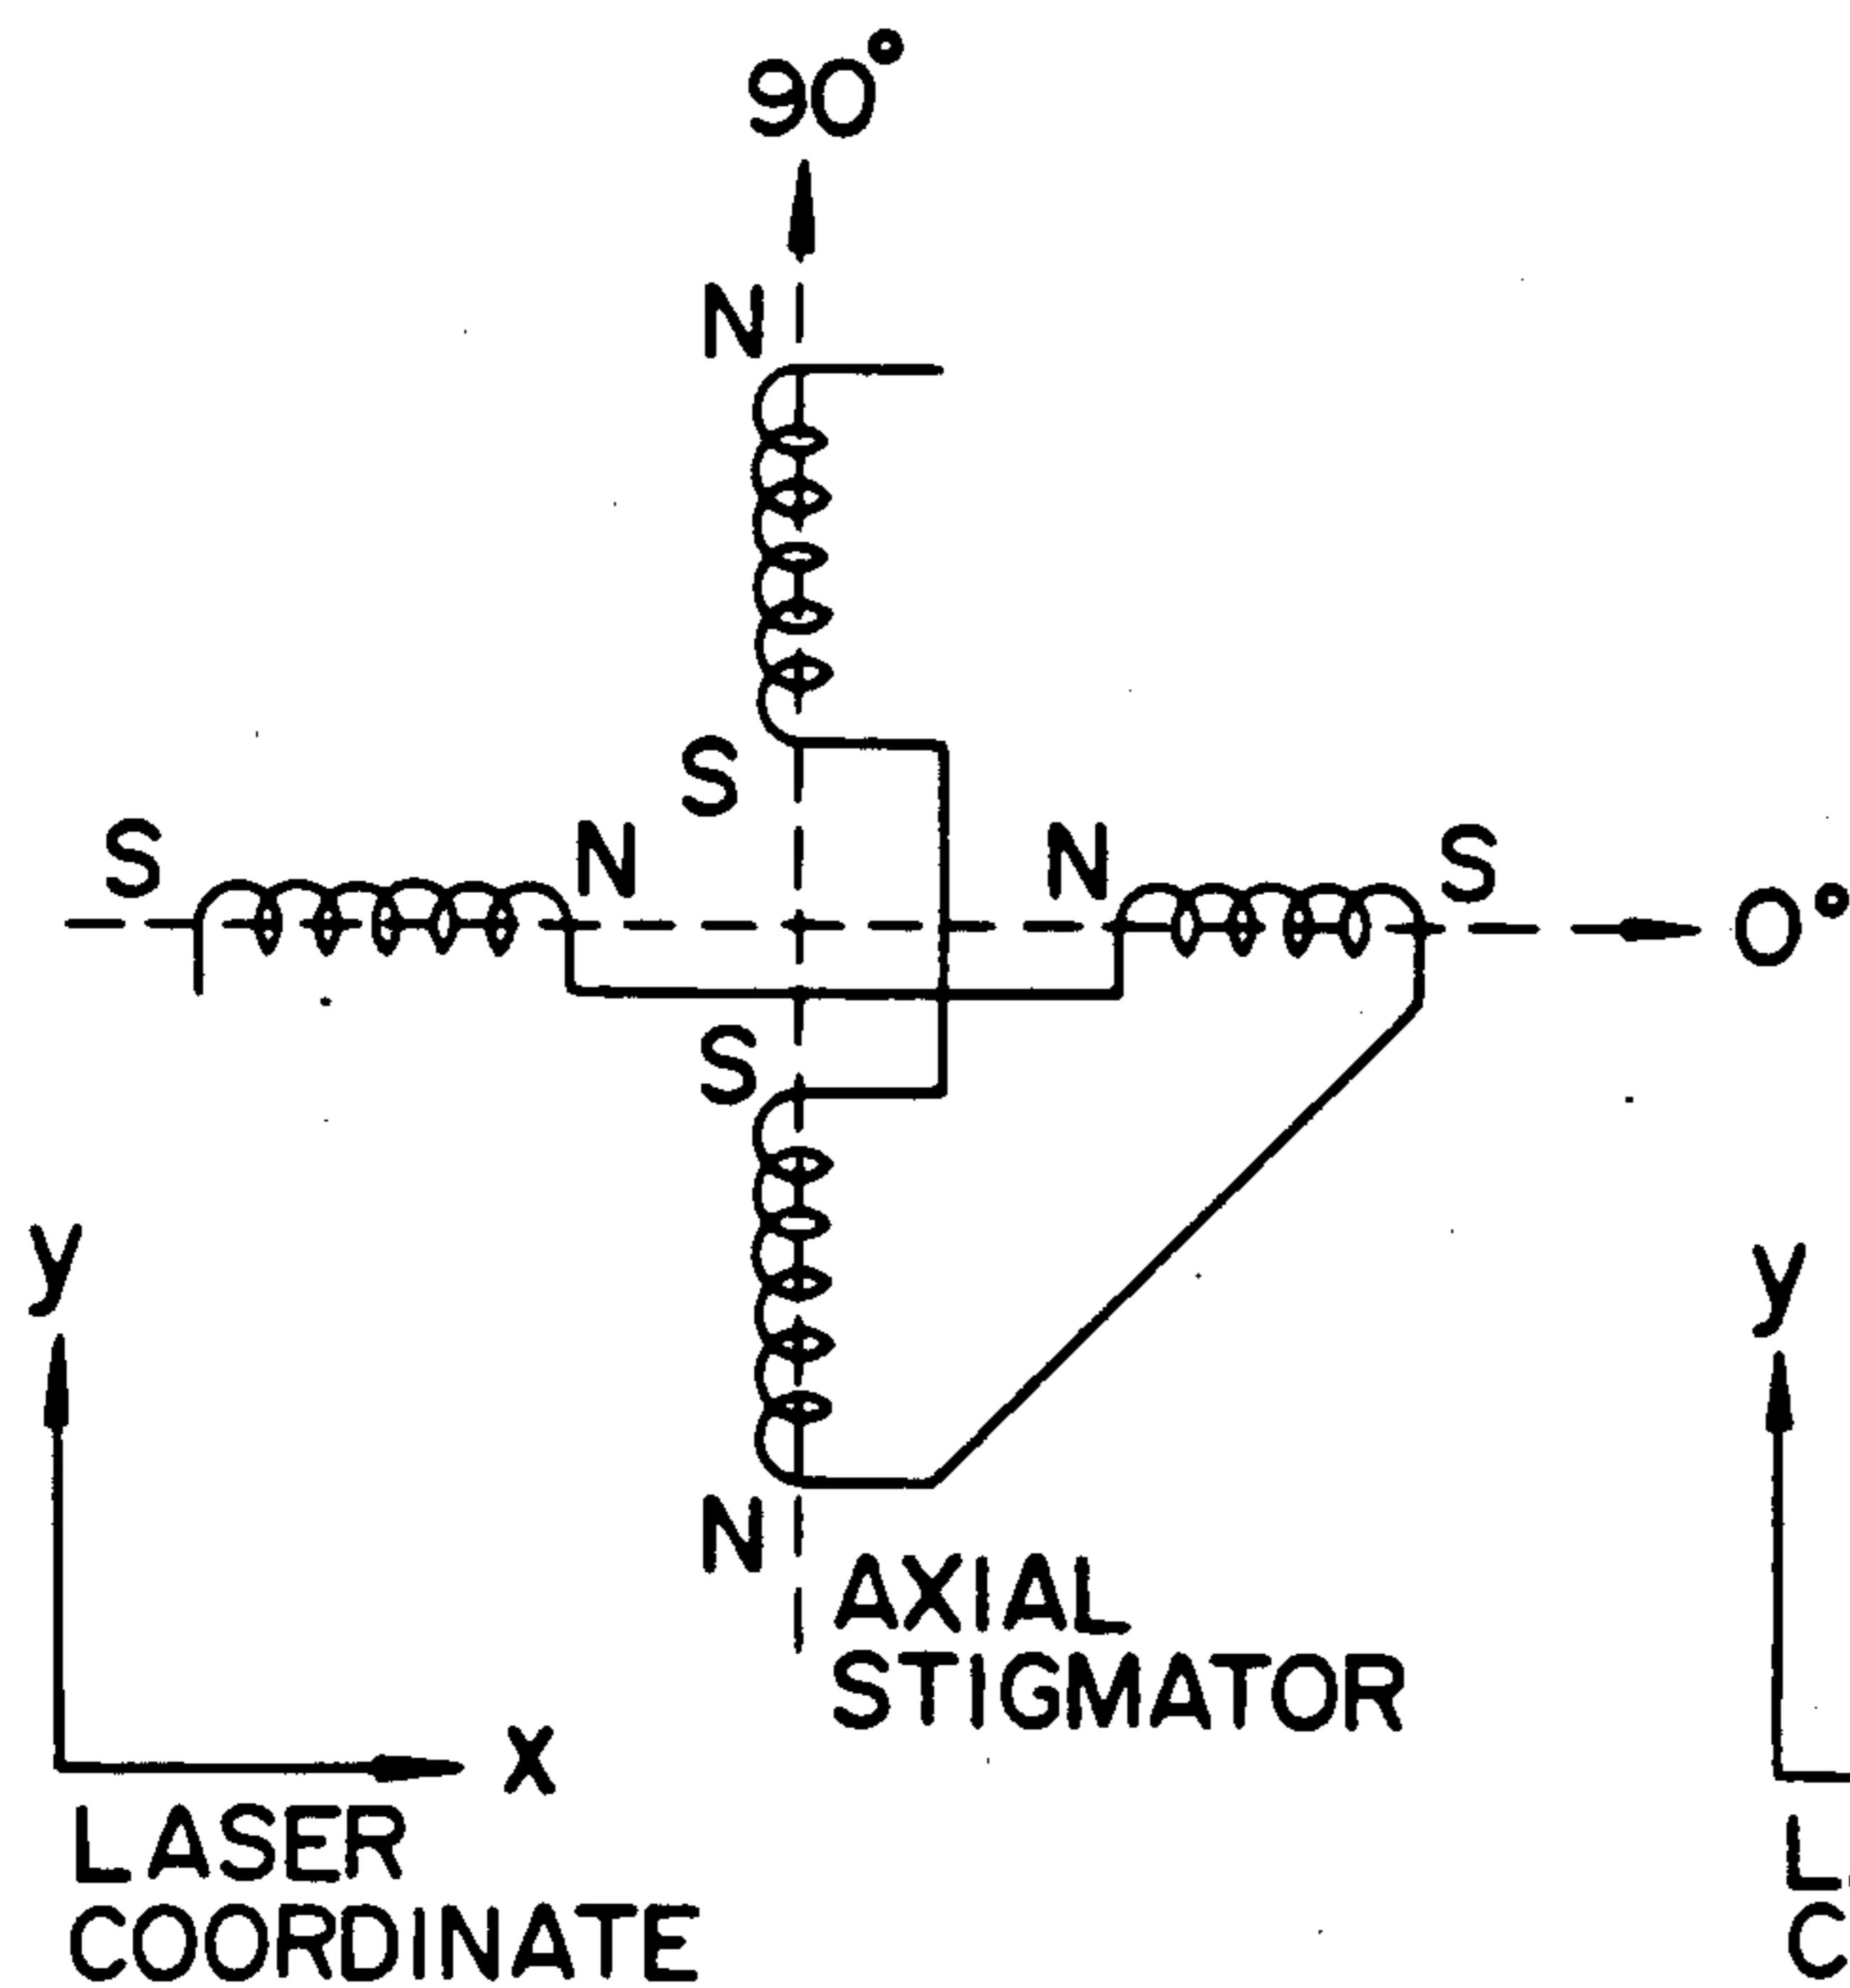 90°
N
S
S N N S
0°
S
y
y
N
AXIAL
STIGMATOR
x
LASER
COORDINATE
L
C